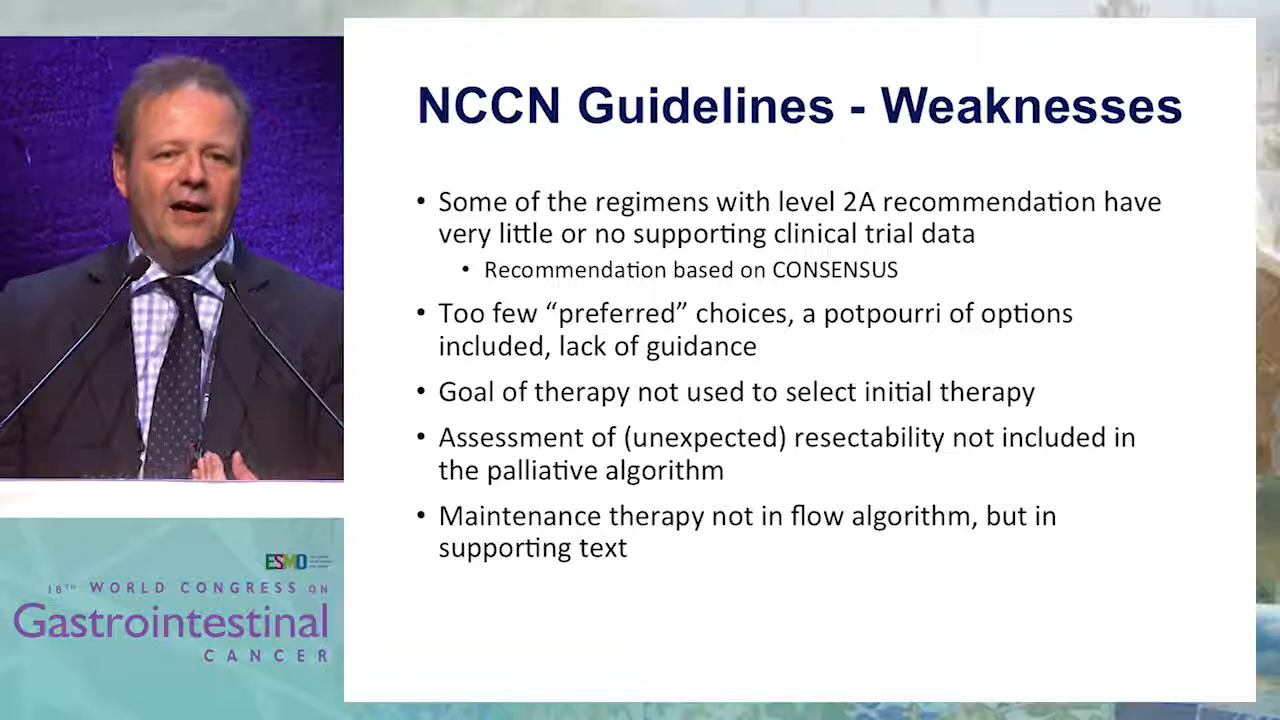 NCCN Guidelines - Weaknesses
• Some of the regimens with level 2A recommendation have
very little or no supporting clinical trial data
• Recommendation based on CONSENSUS
• Too few “preferred” choices, a potpourri of options
included, lack of guidance
• Goal of therapy not used to select initial therapy
• Assessment of (unexpected) resectability not included in
the palliative algorithm
• Maintenance therapy not in flow algorithm, but in
supporting text
ESMO
18TH WORLD CONGRESS ON
Gastrointestinal
CANCER